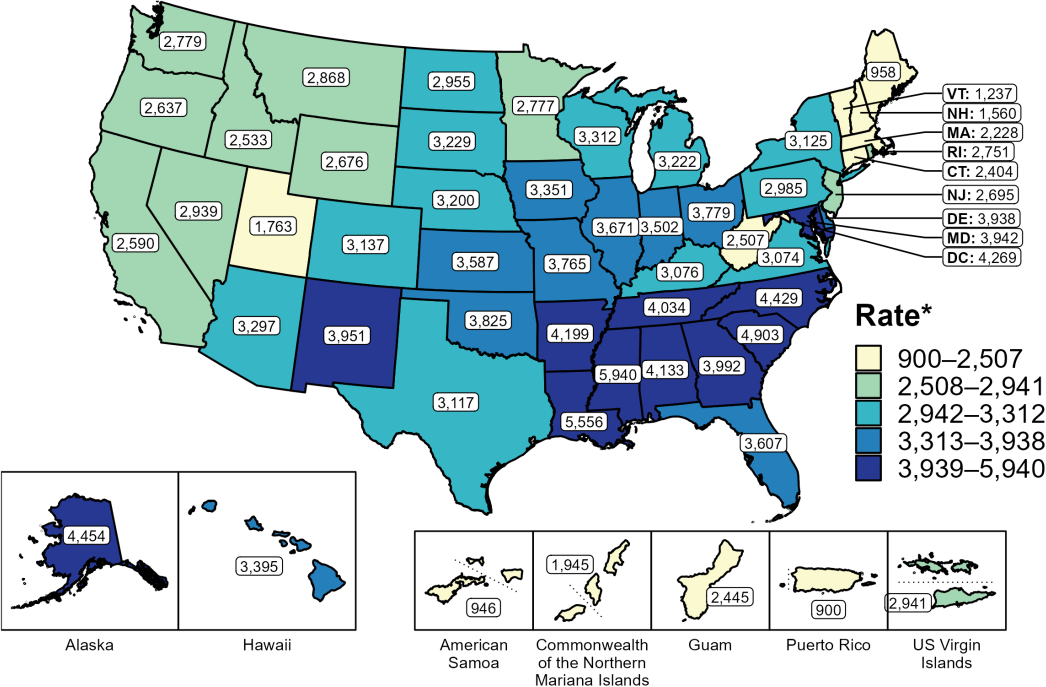 2,779
2,868
2,955
2,777
958
2,637
2,533
2,676
3,229
3,312
3,222
3,125
VT: 1,237
NH: 1,560
MA: 2,228
RI: 2,751
CT: 2,404
NJ: 2,695
DE: 3,938
MD: 3,942
DC: 4,269
2,590
2,939
1,763
3,137
3,200
3,351
3,671
3,502
3,779
2,985
2,507
3,074
3,587
3,765
3,076
3,297
3,951
3,825
4,199
4,034
4,429
4,903
3,117
5,556
5,940
4,133
3,992
3,607
Rate*
900–2,507
2,508–2,941
2,942–3,312
3,313–3,938
3,939–5,940
4,454
3,395
946
1,945
2,445
900
2,941
Alaska
Hawaii
American
Samoa
Commonwealth
of the Northern
Mariana Islands
Guam
Puerto Rico
US Virgin
Islands